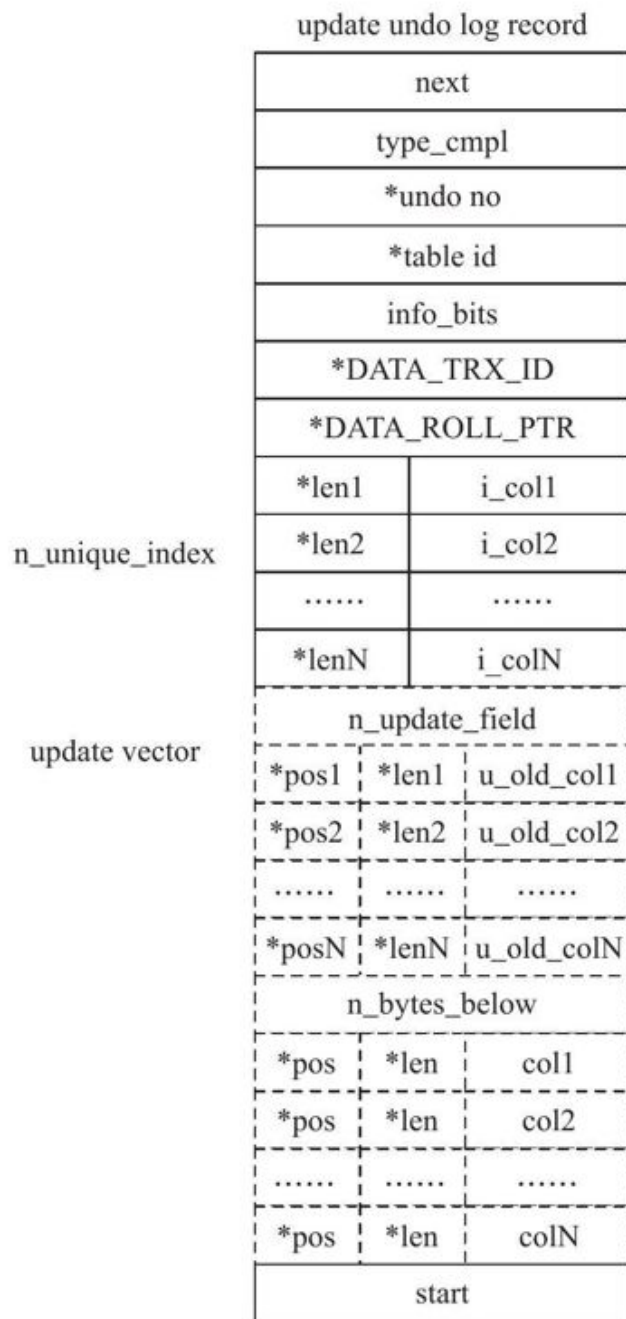 update undo log record
next
type_cmpl
*undo no
*table id
info_bits
*DATA_TRX_ID
*DATA_ROLL_PTR
*len1 i_col1
n_unique_index *len2 i_col2
…… ……
*lenN i_colN
n_update_field
update vector *pos1 *len1 u_old_col1
*pos2 *len2 u_old_col2
…… …… ……
*posN *lenN u_old_colN
n_bytes_below
*pos *len col1
*pos *len col2
…… …… ……
*pos *len colN
start